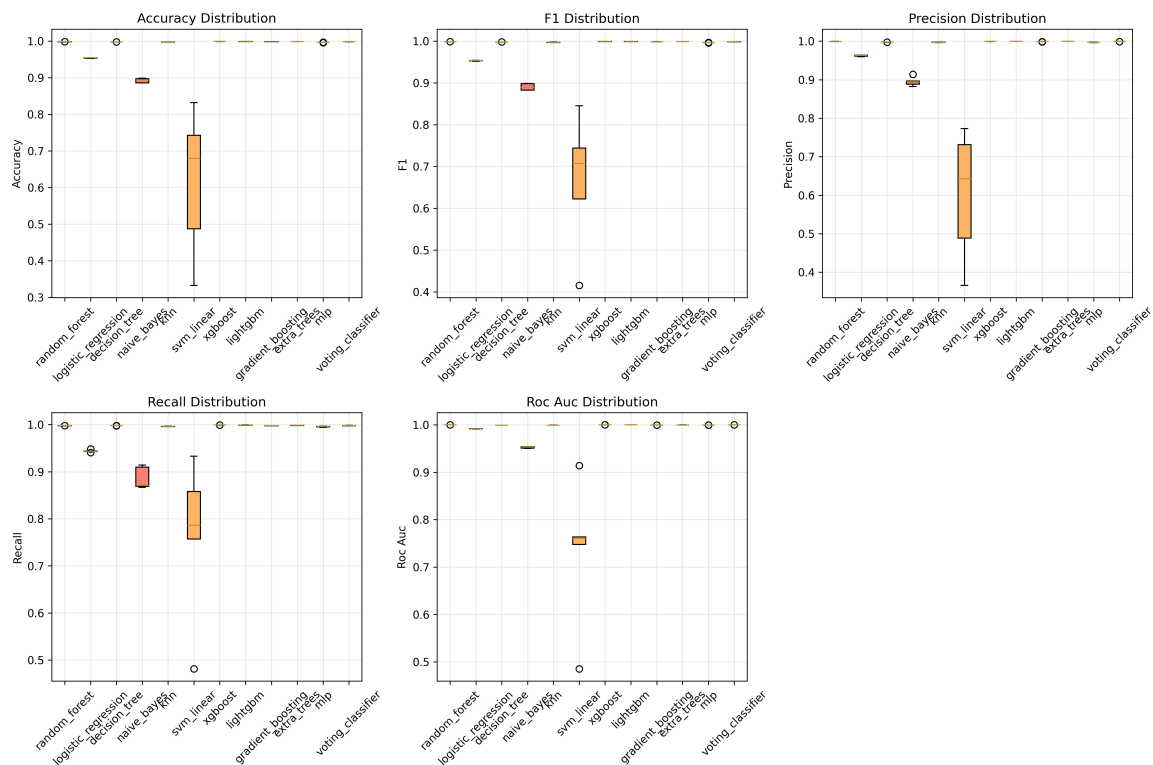 Accuracy Distribution
Accuracy
1.0
0.9
0.8
0.7
0.6
0.5
0.4
0.3
random_forest
logistic_regression
decision_tree
naive_bayes
knn
svm_linear
xgboost
lightgbm
gradient_boosting
extra_trees
mlp
voting_classifier
F1 Distribution
F1
1.0
0.9
0.8
0.7
0.6
0.5
0.4
random_forest
logistic_regression
decision_tree
naive_bayes
knn
svm_linear
xgboost
lightgbm
gradient_boosting
extra_trees
mlp
voting_classifier
Precision Distribution
Precision
1.0
0.9
0.8
0.7
0.6
0.5
0.4
random_forest
logistic_regression
decision_tree
naive_bayes
knn
svm_linear
xgboost
lightgbm
gradient_boosting
extra_trees
mlp
voting_classifier
Recall Distribution
Recall
1.0
0.9
0.8
0.7
0.6
0.5
random_forest
logistic_regression
decision_tree
naive_bayes
knn
svm_linear
xgboost
lightgbm
gradient_boosting
extra_trees
mlp
voting_classifier
Roc Auc Distribution
Roc Auc
1.0
0.9
0.8
0.7
0.6
0.5
random_forest
logistic_regression
decision_tree
naive_bayes
knn
svm_linear
xgboost
lightgbm
gradient_boosting
extra_trees
mlp
voting_classifier